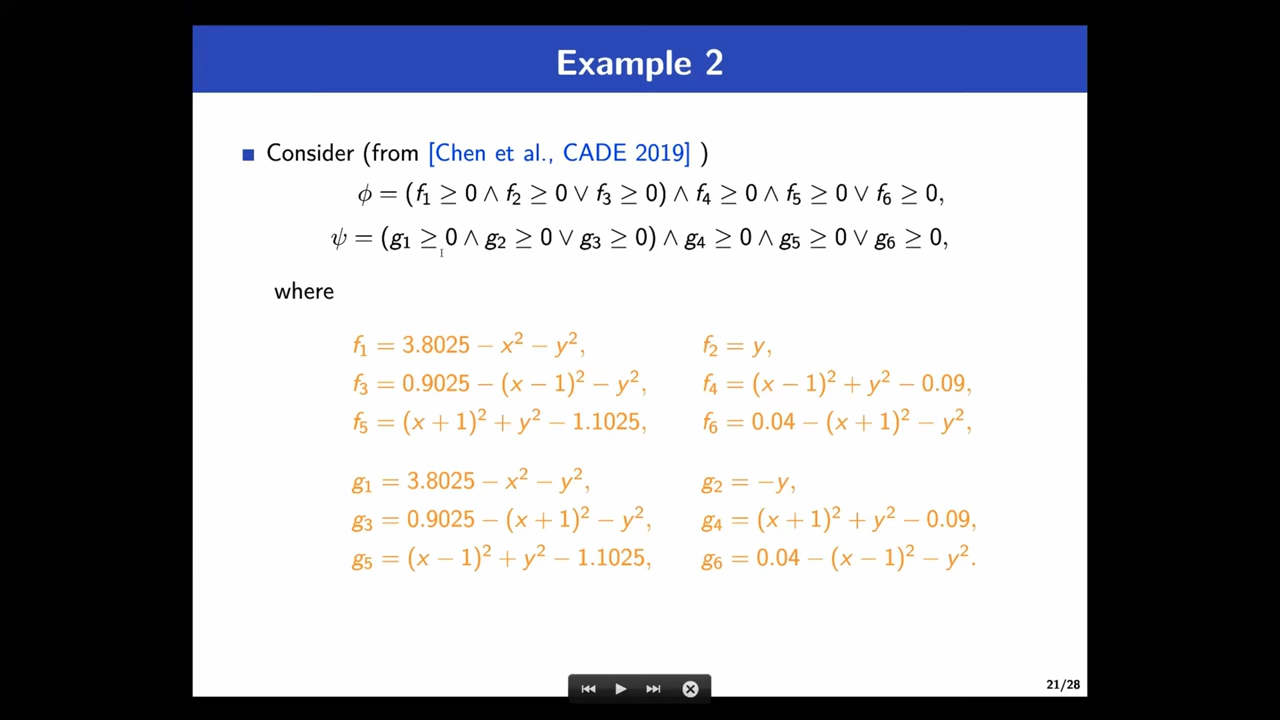 Example 2
Consider (from [Chen et al., CADE 2019] )
ϕ = (f₁ ≥ 0 ∧ f₂ ≥ 0 ∨ f₃ ≥ 0) ∧ f₄ ≥ 0 ∧ f₅ ≥ 0 ∨ f₆ ≥ 0,
ψ = (g₁ ≥ 0 ∧ g₂ ≥ 0 ∨ g₃ ≥ 0) ∧ g₄ ≥ 0 ∧ g₅ ≥ 0 ∨ g₆ ≥ 0,
where
f₁ = 3.8025 − x² − y², f₂ = y,
f₃ = 0.9025 − (x − 1)² − y², f₄ = (x − 1)² + y² − 0.09,
f₅ = (x + 1)² + y² − 1.1025, f₆ = 0.04 − (x + 1)² − y²,
g₁ = 3.8025 − x² − y², g₂ = −y,
g₃ = 0.9025 − (x + 1)² − y², g₄ = (x + 1)² + y² − 0.09,
g₅ = (x − 1)² + y² − 1.1025, g₆ = 0.04 − (x − 1)² − y².
21/28